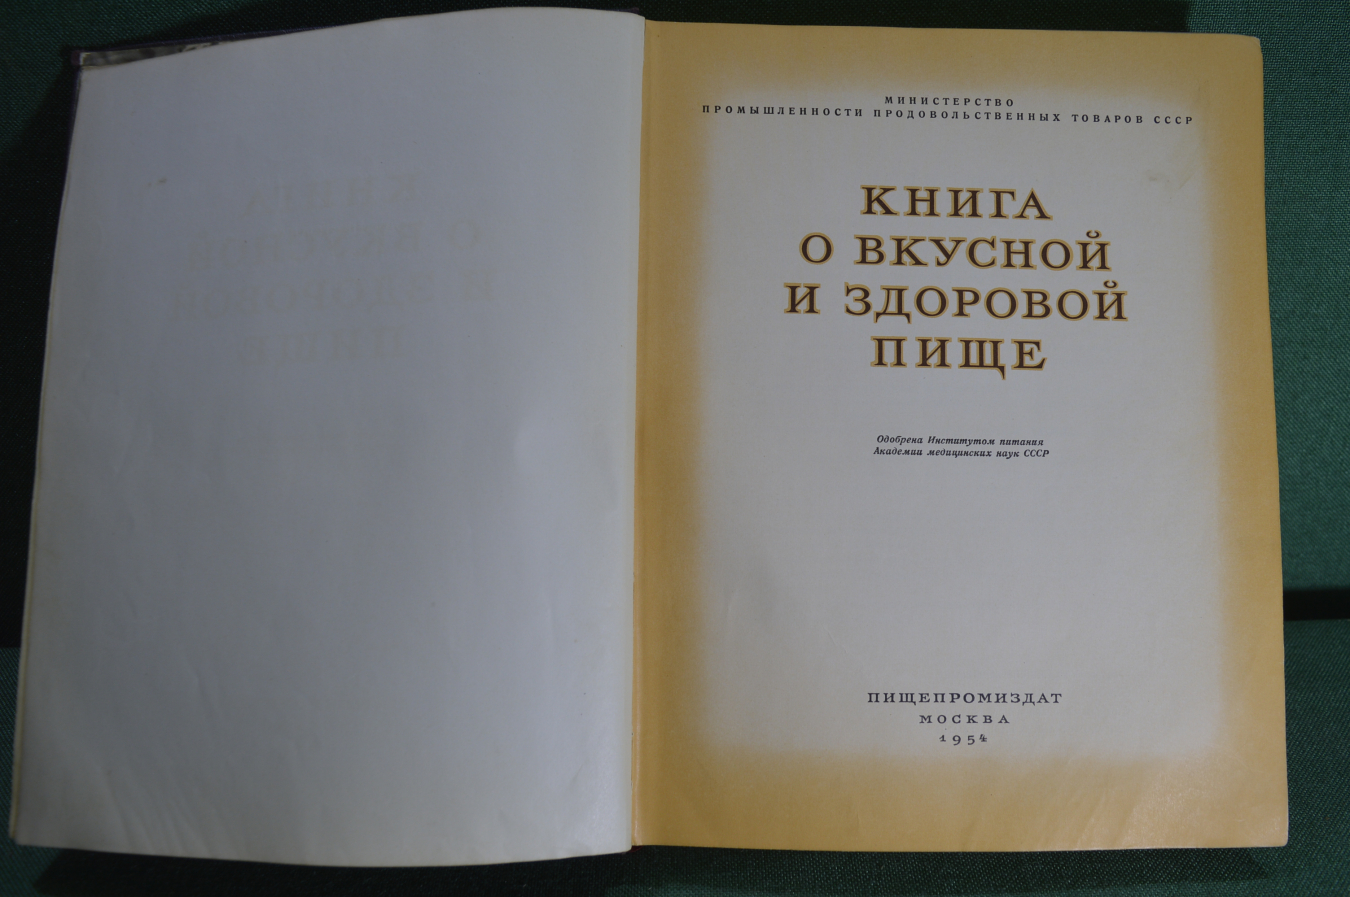 МИНИСТЕРСТВО
ПРОМЫШЛЕННОСТИ ПРОДОВОЛЬСТВЕННЫХ ТОВАРОВ СССР
КНИГА
О ВКУСНОЙ
И ЗДОРОВОЙ
ПИЩЕ
Одобрена Институтом питания
Академии медицинских наук СССР
ПИЩЕПРОМИЗДАТ
МОСКВА
1954